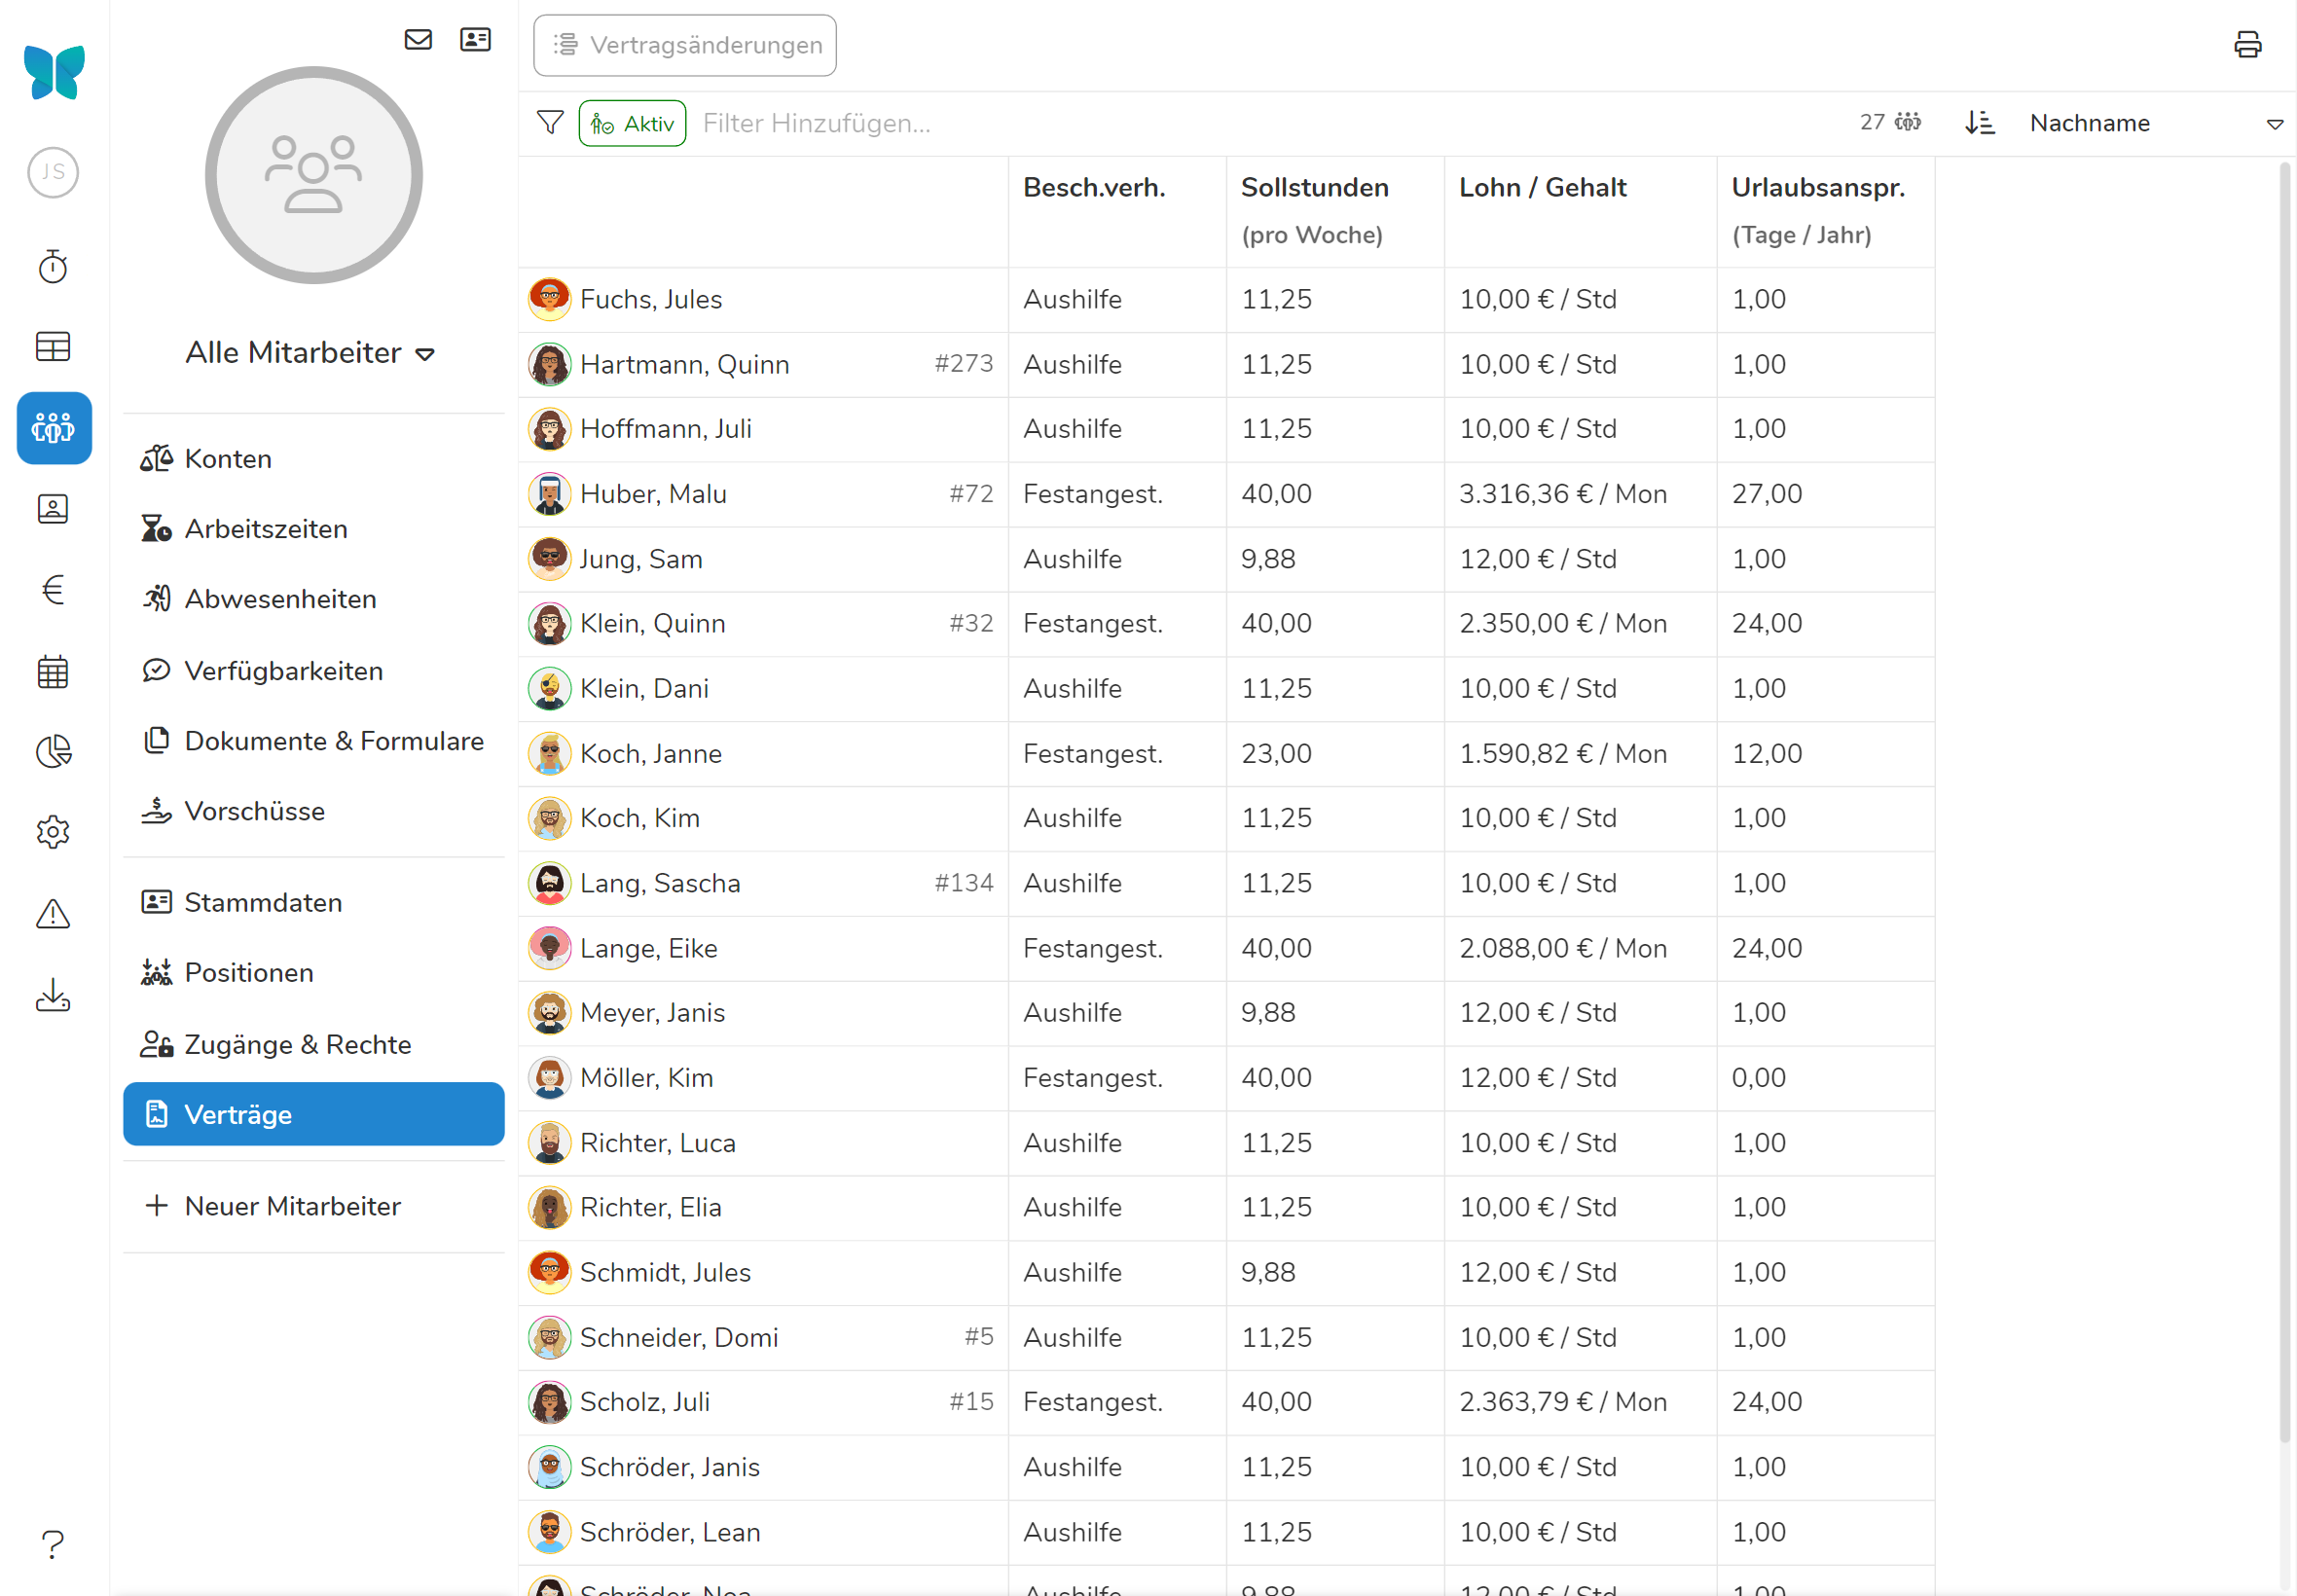 Vertragsänderungen
JS
Aktiv Filter Hinzufügen... 27 Nachname
Alle Mitarbeiter
Konten
Arbeitszeiten
Abwesenheiten
Verfügbarkeiten
Dokumente & Formulare
Vorschüsse
Stammdaten
Positionen
Zugänge & Rechte
Verträge
Neuer Mitarbeiter
?
Besch.verh. Sollstunden Lohn / Gehalt Urlaubsanspr.
(pro Woche) (Tage / Jahr)
Fuchs, Jules Aushilfe 11,25 10,00 € / Std 1,00
Hartmann, Quinn #273 Aushilfe 11,25 10,00 € / Std 1,00
Hoffmann, Juli Aushilfe 11,25 10,00 € / Std 1,00
Huber, Malu #72 Festangest. 40,00 3.316,36 € / Mon 27,00
Jung, Sam Aushilfe 9,88 12,00 € / Std 1,00
Klein, Quinn #32 Festangest. 40,00 2.350,00 € / Mon 24,00
Klein, Dani Aushilfe 11,25 10,00 € / Std 1,00
Koch, Janne Festangest. 23,00 1.590,82 € / Mon 12,00
Koch, Kim Aushilfe 11,25 10,00 € / Std 1,00
Lang, Sascha #134 Aushilfe 11,25 10,00 € / Std 1,00
Lange, Eike Festangest. 40,00 2.088,00 € / Mon 24,00
Meyer, Janis Aushilfe 9,88 12,00 € / Std 1,00
Möller, Kim Festangest. 40,00 12,00 € / Std 0,00
Richter, Luca Aushilfe 11,25 10,00 € / Std 1,00
Richter, Elia Aushilfe 11,25 10,00 € / Std 1,00
Schmidt, Jules Aushilfe 9,88 12,00 € / Std 1,00
Schneider, Domi #5 Aushilfe 11,25 10,00 € / Std 1,00
Scholz, Juli #15 Festangest. 40,00 2.363,79 € / Mon 24,00
Schröder, Janis Aushilfe 11,25 10,00 € / Std 1,00
Schröder, Lean Aushilfe 11,25 10,00 € / Std 1,00
Schröder, Noa Aushilfe 9,88 12,00 € / Std 1,00